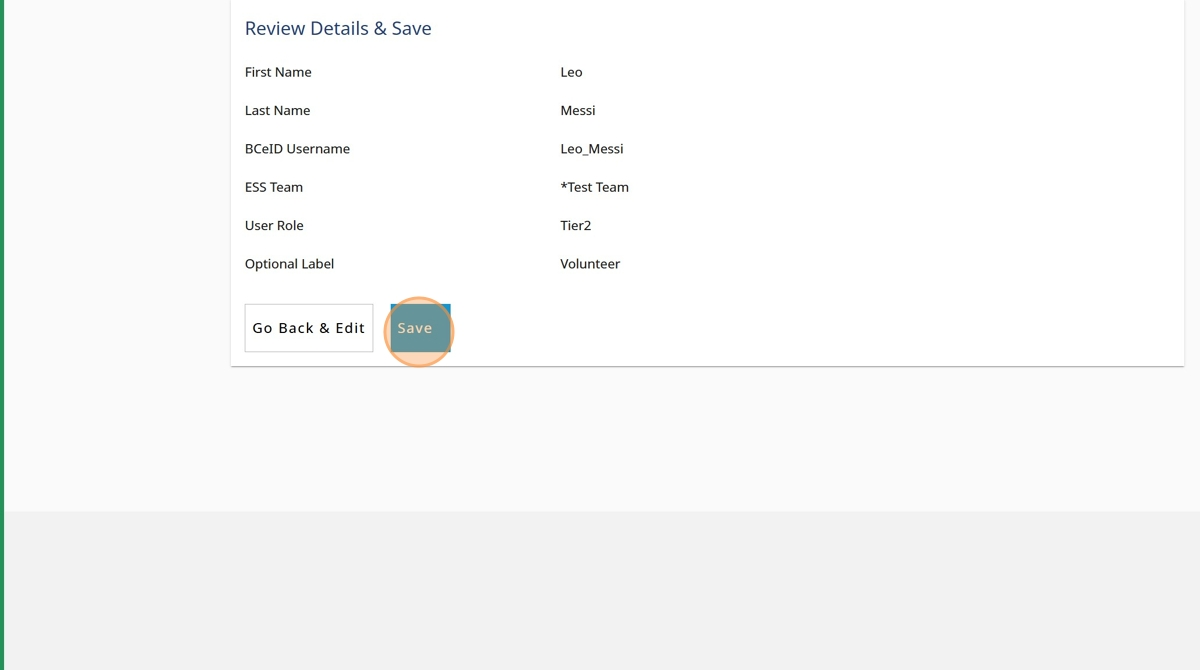 Review Details & Save
First Name Leo
Last Name Messi
BCeID Username Leo_Messi
ESS Team *Test Team
User Role Tier2
Optional Label Volunteer
Go Back & Edit Save